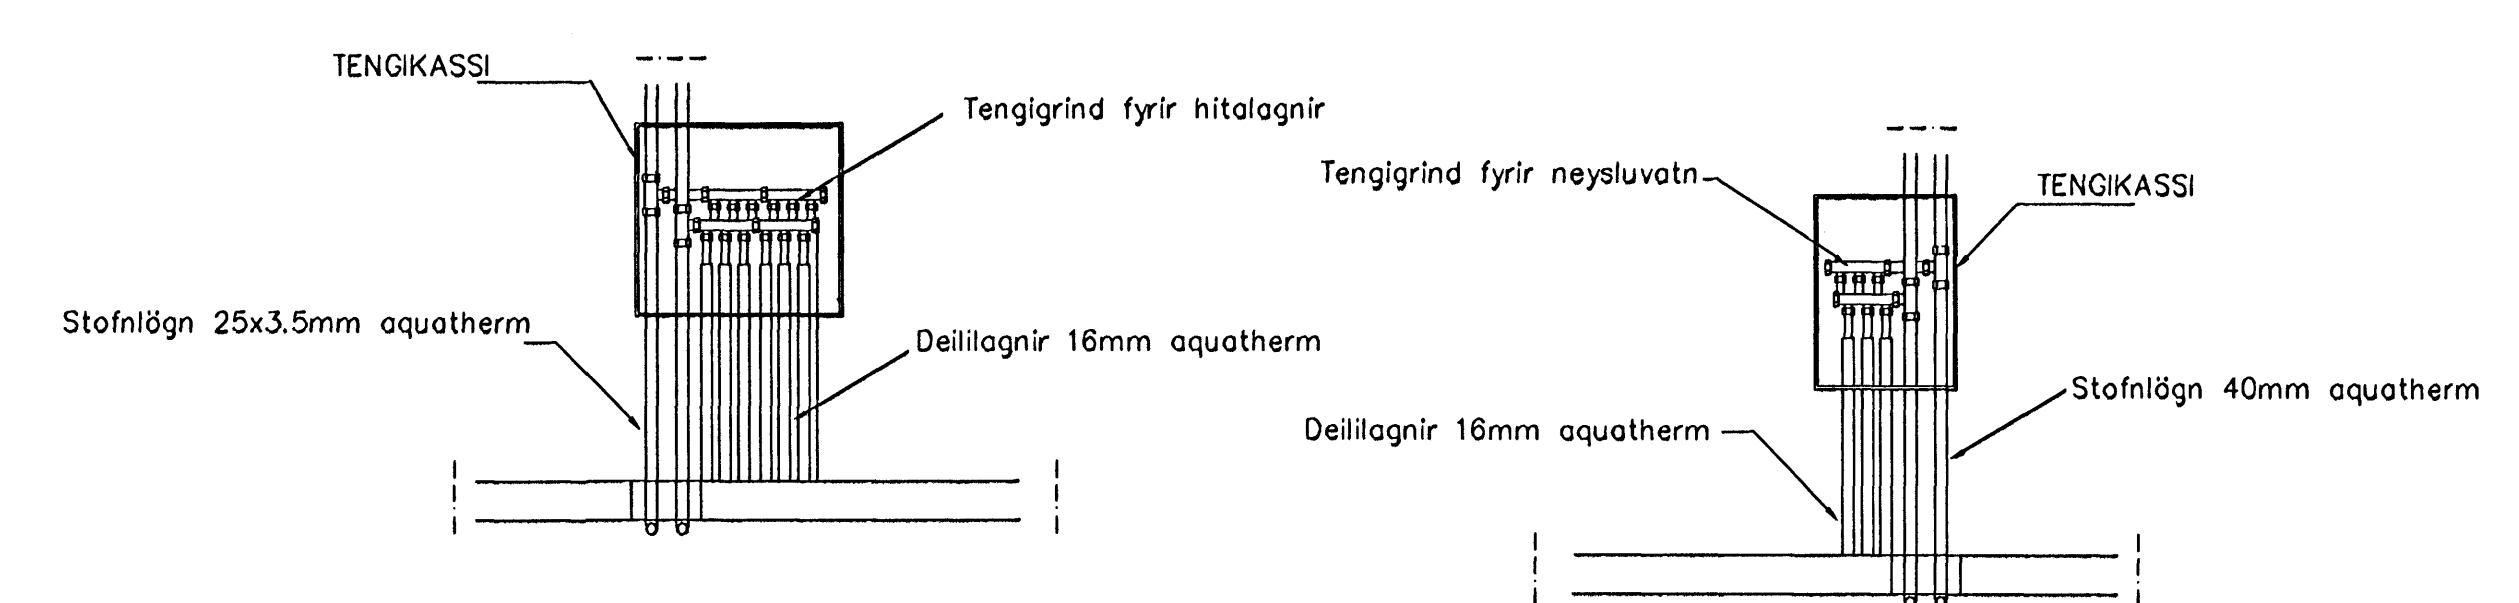 TENGIKASSI
Tengigrind fyrir hitalagnir
Stofnlögn 25x3.5mm aquatherm
Deililagnir 16mm aquatherm
Tengigrind fyrir neysluvatn
TENGIKASSI
Stofnlögn 40mm aquatherm
Deililagnir 16mm aquatherm